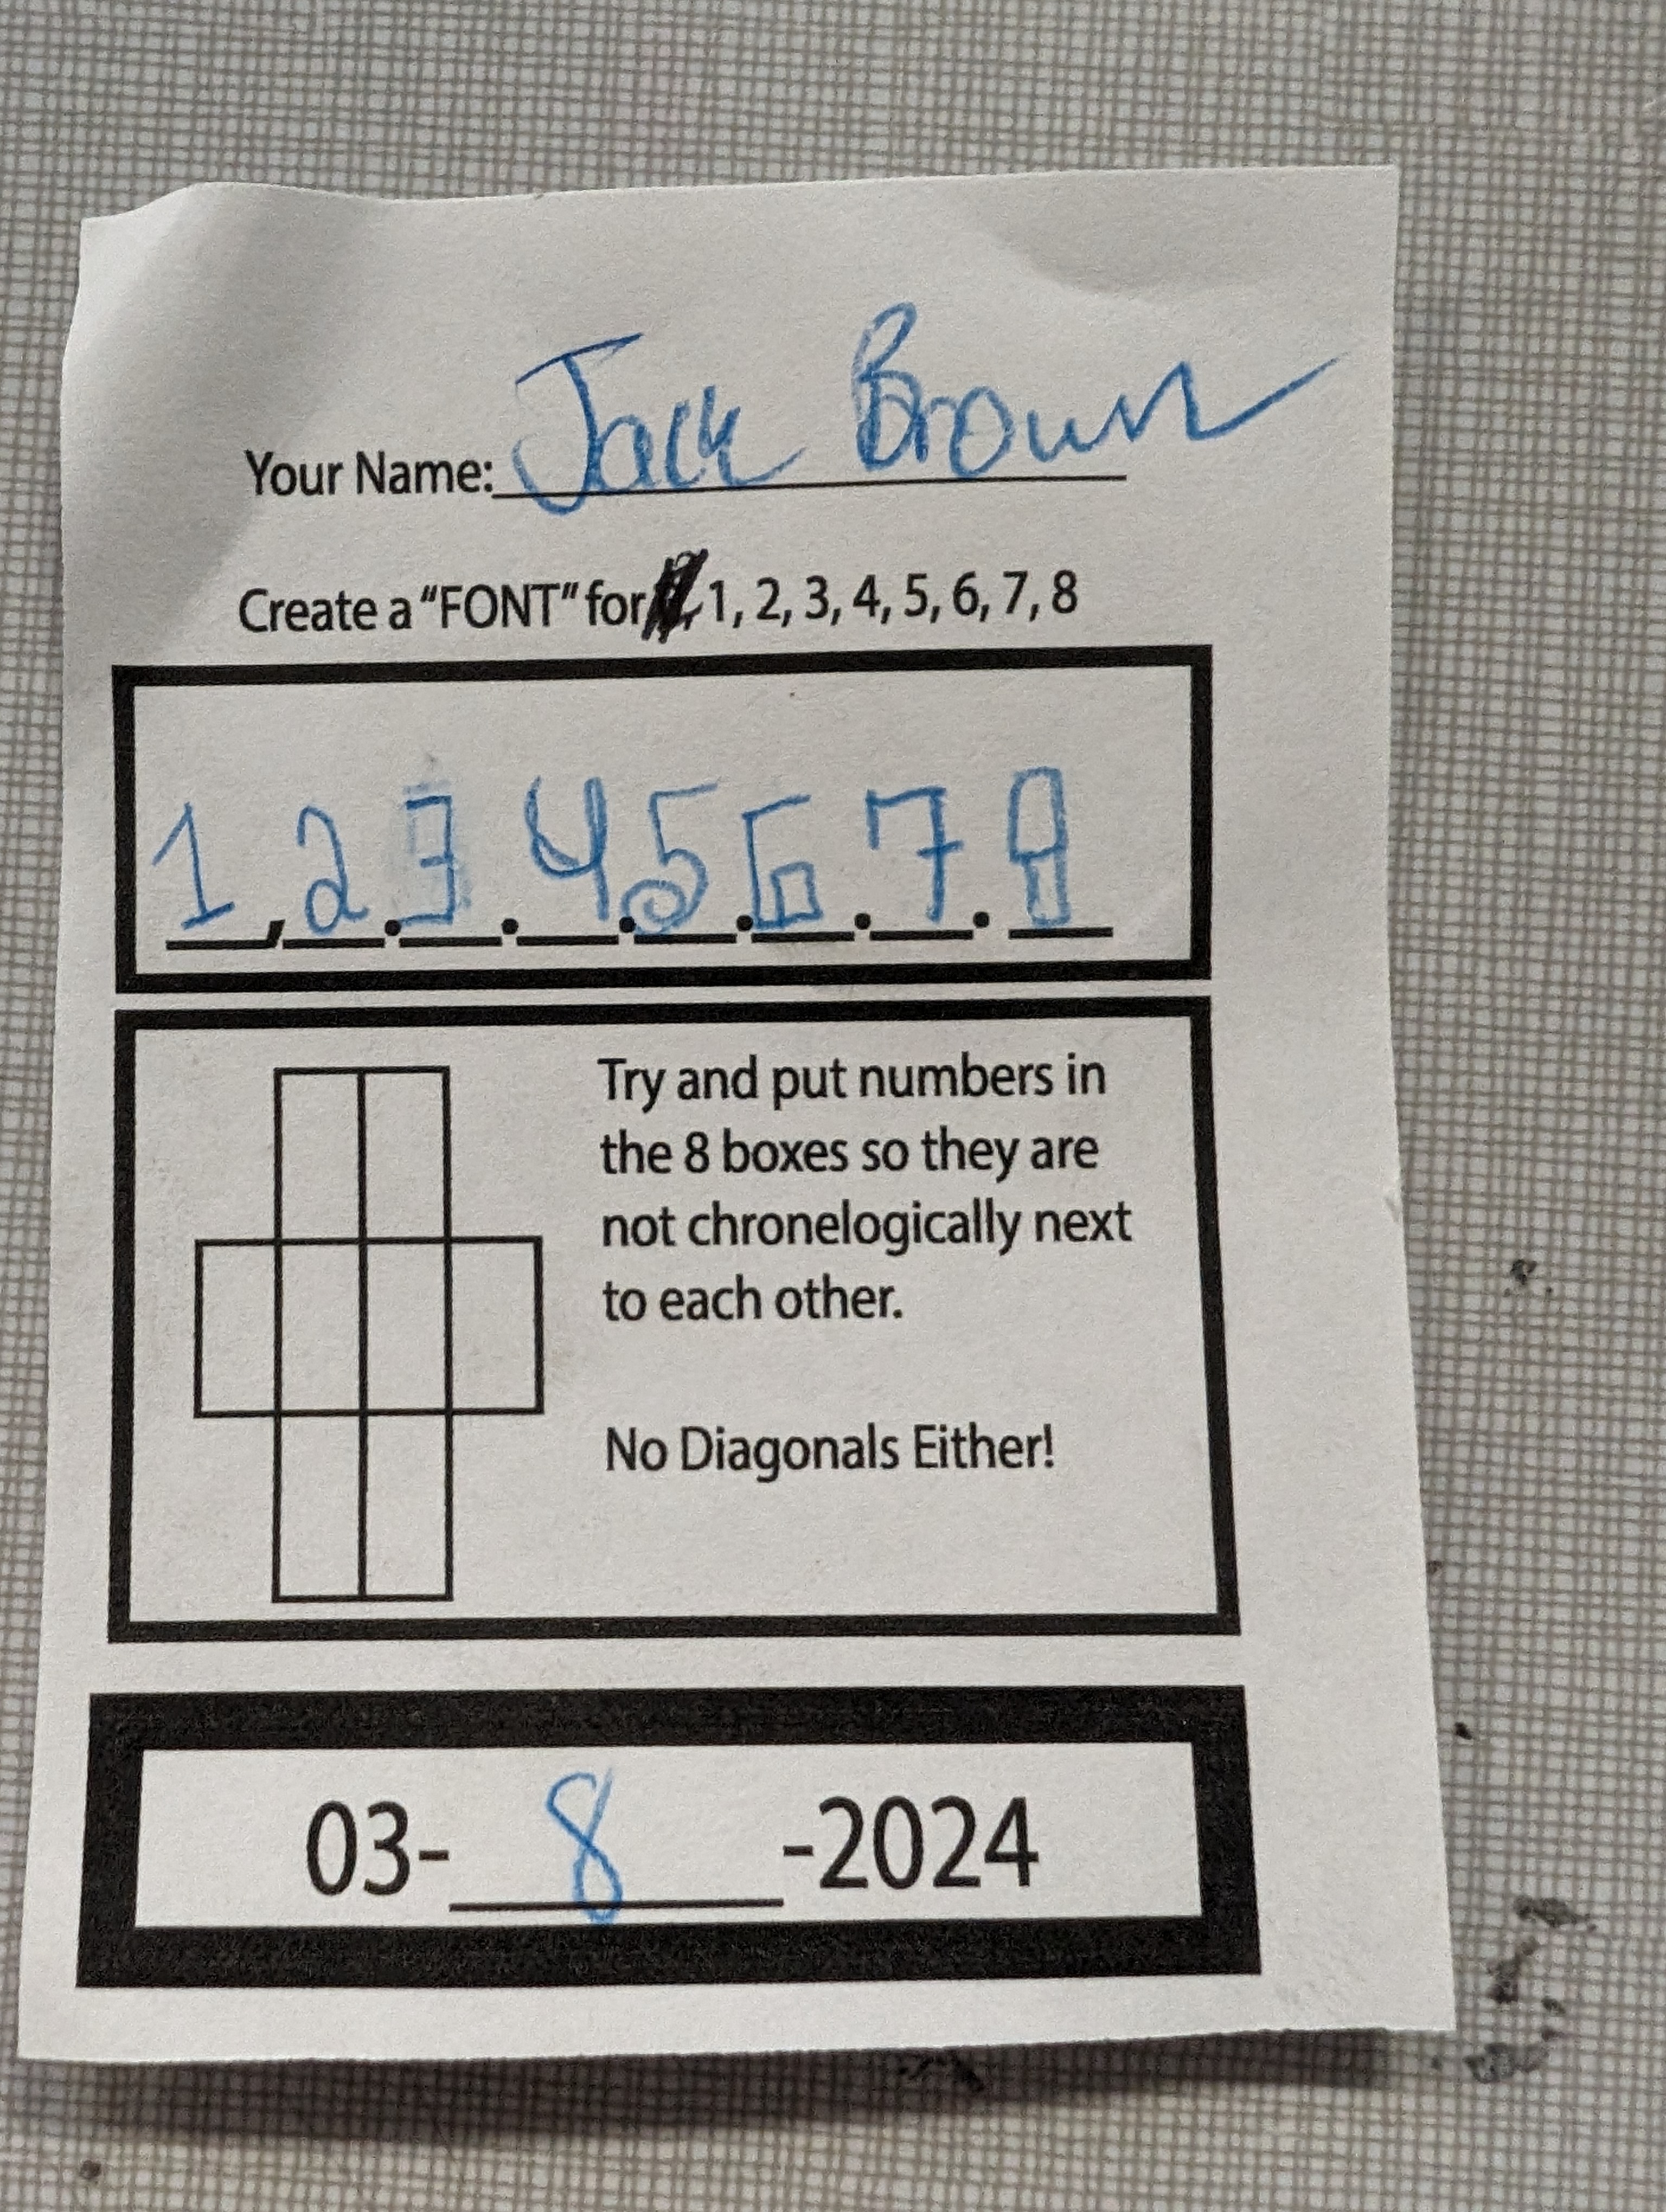 Your Name: Jack Brown
Create a "FONT" for 1, 2, 3, 4, 5, 6, 7, 8
1, 2. 3. 4. 5. 6. 7. 8
Try and put numbers in
the 8 boxes so they are
not chronelogically next
to each other.
No Diagonals Either!
03- 8 -2024